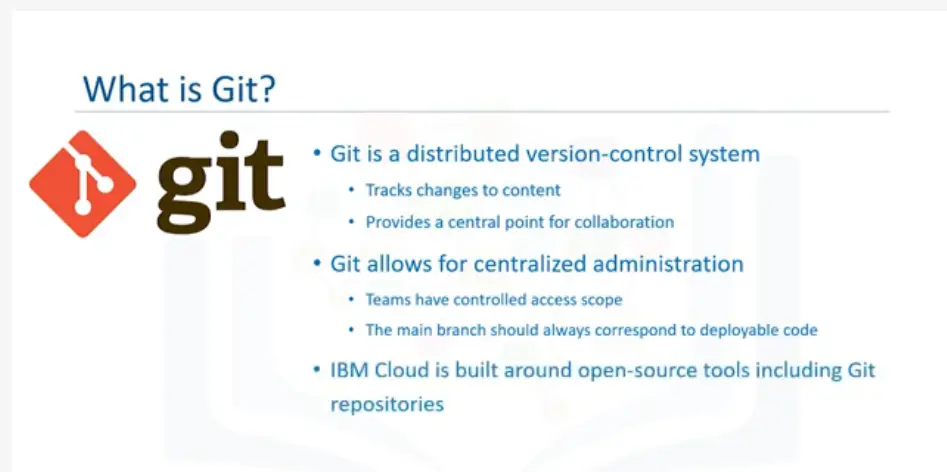 What is Git?
git
• Git is a distributed version-control system
• Tracks changes to content
• Provides a central point for collaboration
• Git allows for centralized administration
• Teams have controlled access scope
• The main branch should always correspond to deployable code
• IBM Cloud is built around open-source tools including Git
repositories